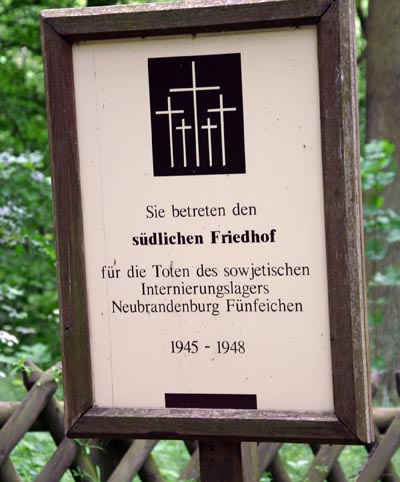 Sie betreten den
südlichen Friedhof
für die Toten des sowjetischen
Internierungslagers
Neubrandenburg Fünfeichen
1945 - 1948